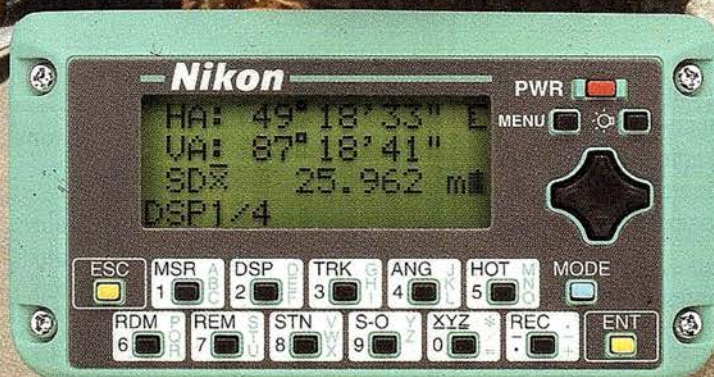 Nikon
PWR
MENU
HA: 49°18'33" E
VA: 87°18'41"
SDX̅ 25.962 m
DSP1/4
ESC MSR ABC 1 DSP DEF 2 TRK GHI 3 ANG JKL 4 HOT MNO 5 MODE
RDM PQR 6 REM STU 7 STN VWX 8 S-O YZ 9 XYZ */= 0 REC . - + -. ENT